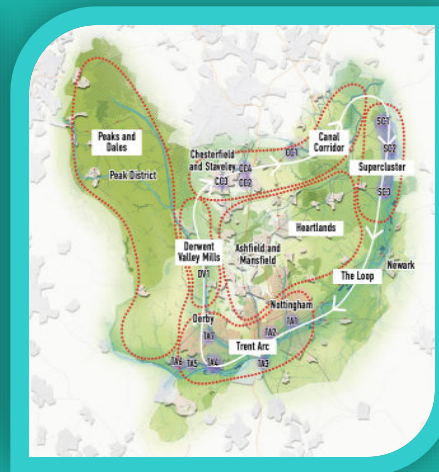 SC1
Canal
Corridor
SC2
Peaks and
Dales
Chesterfield
and Staveley
CC1
CC4
Supercluster
Peak District
CC3
CC2
SC3
Heartlands
Derwent
Valley Mills
Ashfield and
Mansfield
The Loop
Newark
DV1
Nottingham
Derby
TA1
TA2
TA7
Trent Arc
TA6
TA5
TA4
TA3